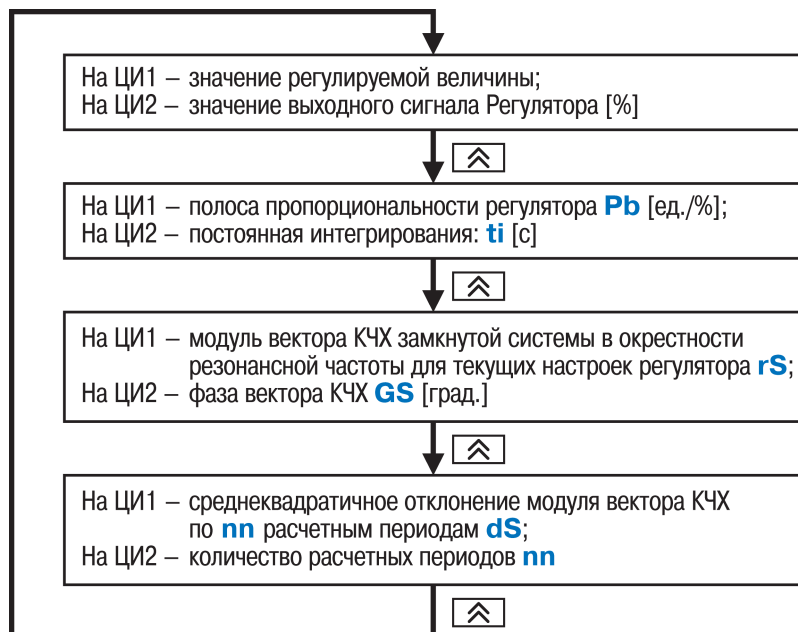 На ЦИ1 – значение регулируемой величины;
На ЦИ2 – значение выходного сигнала Регулятора [%]
На ЦИ1 – полоса пропорциональности регулятора Pb [ед./%];
На ЦИ2 – постоянная интегрирования: ti [с]
На ЦИ1 – модуль вектора КЧХ замкнутой системы в окрестности
резонансной частоты для текущих настроек регулятора rS;
На ЦИ2 – фаза вектора КЧХ GS [град.]
На ЦИ1 – среднеквадратичное отклонение модуля вектора КЧХ
по nn расчетным периодам dS;
На ЦИ2 – количество расчетных периодов nn